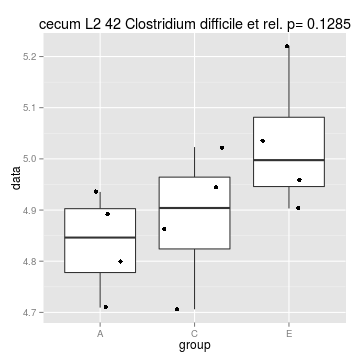 cecum L2 42 Clostridium difficile et rel. p= 0.1285
5.2
5.1
5.0
4.9
4.8
4.7
data
A C E
group